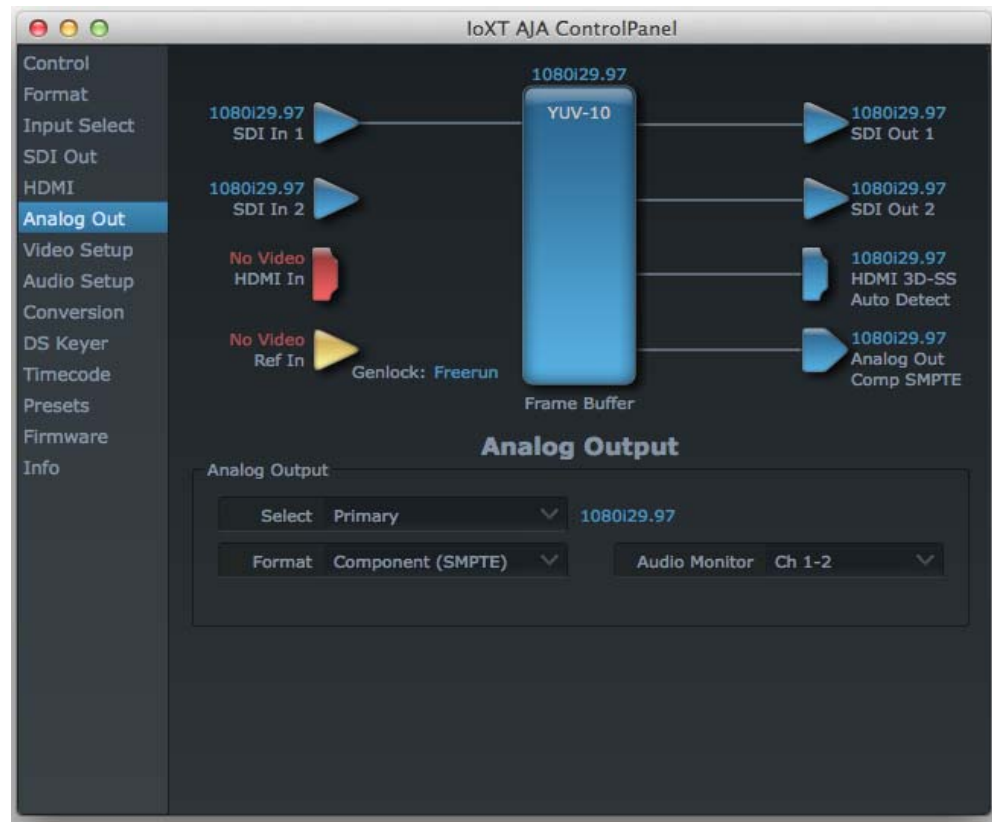 IoXT AJA ControlPanel
Control
Format
Input Select
SDI Out
HDMI
Analog Out
Video Setup
Audio Setup
Conversion
DS Keyer
Timecode
Presets
Firmware
Info
1080i29.97
YUV-10
1080i29.97
SDI In 1
1080i29.97
SDI In 2
No Video
HDMI In
No Video
Ref In
Genlock: Freerun
Frame Buffer
1080i29.97
SDI Out 1
1080i29.97
SDI Out 2
1080i29.97
HDMI 3D-SS
Auto Detect
1080i29.97
Analog Out
Comp SMPTE
Analog Output
Analog Output
Select Primary 1080i29.97
Format Component (SMPTE) Audio Monitor Ch 1-2